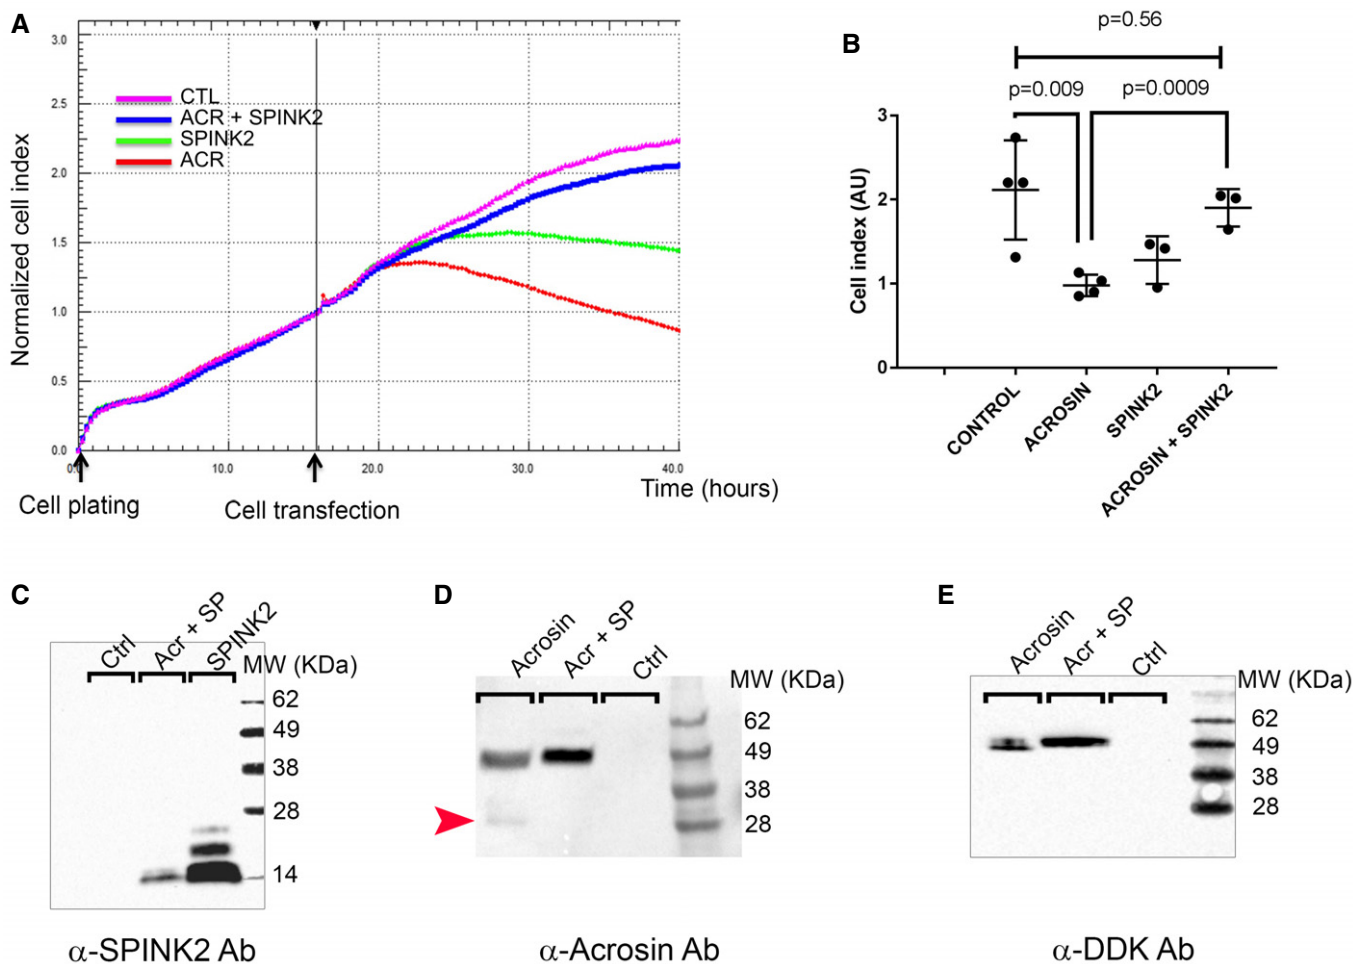 A
Normalized cell index
3.0
2.5
2.0
1.5
1.0
0.5
0.0
CTL
ACR + SPINK2
SPINK2
ACR
0.0
10.0
20.0
30.0
40.0
Time (hours)
Cell plating
Cell transfection
B
p=0.56
p=0.009
p=0.0009
Cell index (AU)
3
2
1
0
CONTROL
ACROSIN
SPINK2
ACROSIN + SPINK2
C
Ctrl
Acr + SP
SPINK2
MW (KDa)
62
49
38
28
14
α-SPINK2 Ab
D
Acrosin
Acr + SP
Ctrl
MW (KDa)
62
49
38
28
α-Acrosin Ab
E
Acrosin
Acr + SP
Ctrl
MW (KDa)
62
49
38
28
α-DDK Ab